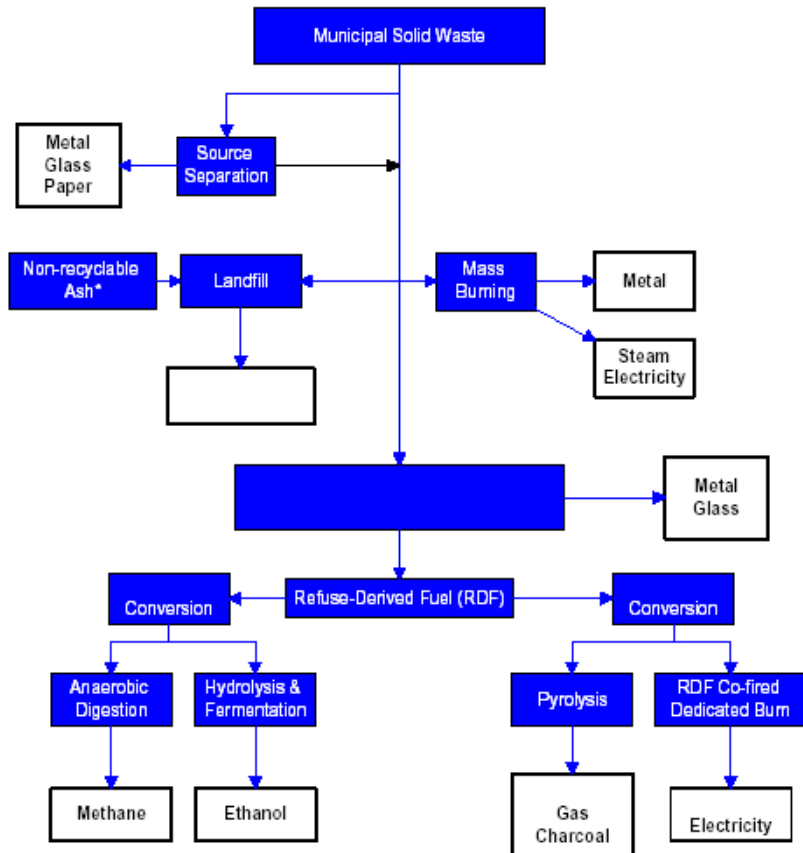 Municipal Solid Waste
Metal
Glass
Paper
Source
Separation
Non-recyclable
Ash*
Landfill
Mass
Burning
Metal
Steam
Electricity
Metal
Glass
Conversion
Refuse-Derived Fuel (RDF)
Conversion
Anaerobic
Digestion
Hydrolysis &
Fermentation
Pyrolysis
RDF Co-fired
Dedicated Burn
Methane
Ethanol
Gas
Charcoal
Electricity